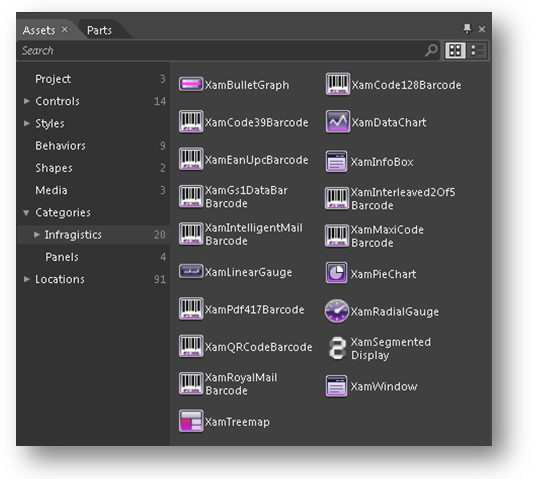 Assets × Parts
Search
Project 3
Controls 14
Styles
Behaviors 9
Shapes 2
Media 3
Categories
Infragistics 20
Panels 4
Locations 91
XamBulletGraph
XamCode128Barcode
XamCode39Barcode
XamDataChart
XamEanUpcBarcode
XamInfoBox
XamGs1DataBar
Barcode
XamInterleaved2Of5
Barcode
XamIntelligentMail
Barcode
XamMaxiCode
Barcode
XamLinearGauge
XamPieChart
XamPdf417Barcode
XamRadialGauge
XamQRCodeBarcode
XamSegmented
Display
XamRoyalMail
Barcode
XamWindow
XamTreemap